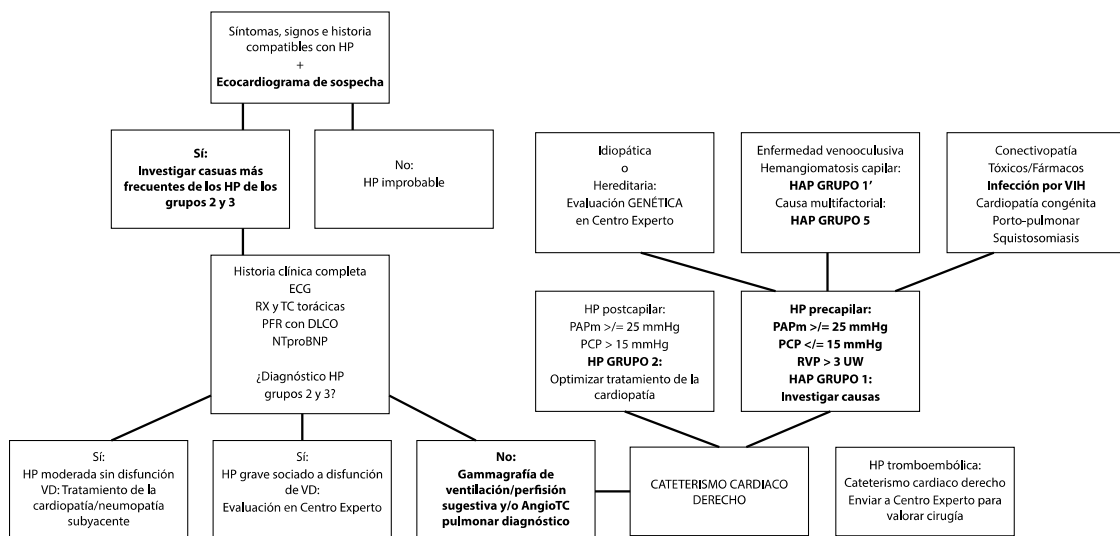 Síntomas, signos e historia
compatibles con HP
+
Ecocardiograma de sospecha
Sí:
Investigar casuas más
frecuentes de los HP de los
grupos 2 y 3
No:
HP improbable
Historia clínica completa
ECG
RX y TC torácicas
PFR con DLCO
NTproBNP
¿Diagnóstico HP
grupos 2 y 3?
Sí:
HP moderada sin disfunción
VD: Tratamiento de la
cardiopatía/neumopatía
subyacente
Sí:
HP grave sociado a disfunción
de VD:
Evaluación en Centro Experto
No:
Gammagrafía de
ventilación/perfisión
sugestiva y/o AngioTC
pulmonar diagnóstico
Idiopática
o
Hereditaria:
Evaluación GENÉTICA
en Centro Experto
Enfermedad venooculusiva
Hemangiomatosis capilar:
HAP GRUPO 1’
Causa multifactorial:
HAP GRUPO 5
Conectivopatía
Tóxicos/Fármacos
Infección por VIH
Cardiopatía congénita
Porto-pulmonar
Squistosomiasis
HP postcapilar:
PAPm >/= 25 mmHg
PCP > 15 mmHg
HP GRUPO 2:
Optimizar tratamiento de la
cardiopatía
HP precapilar:
PAPm >/= 25 mmHg
PCP </= 15 mmHg
RVP > 3 UW
HAP GRUPO 1:
Investigar causas
CATETERISMO CARDIACO
DERECHO
HP tromboembólica:
Cateterismo cardiaco derecho
Enviar a Centro Experto para
valorar cirugía